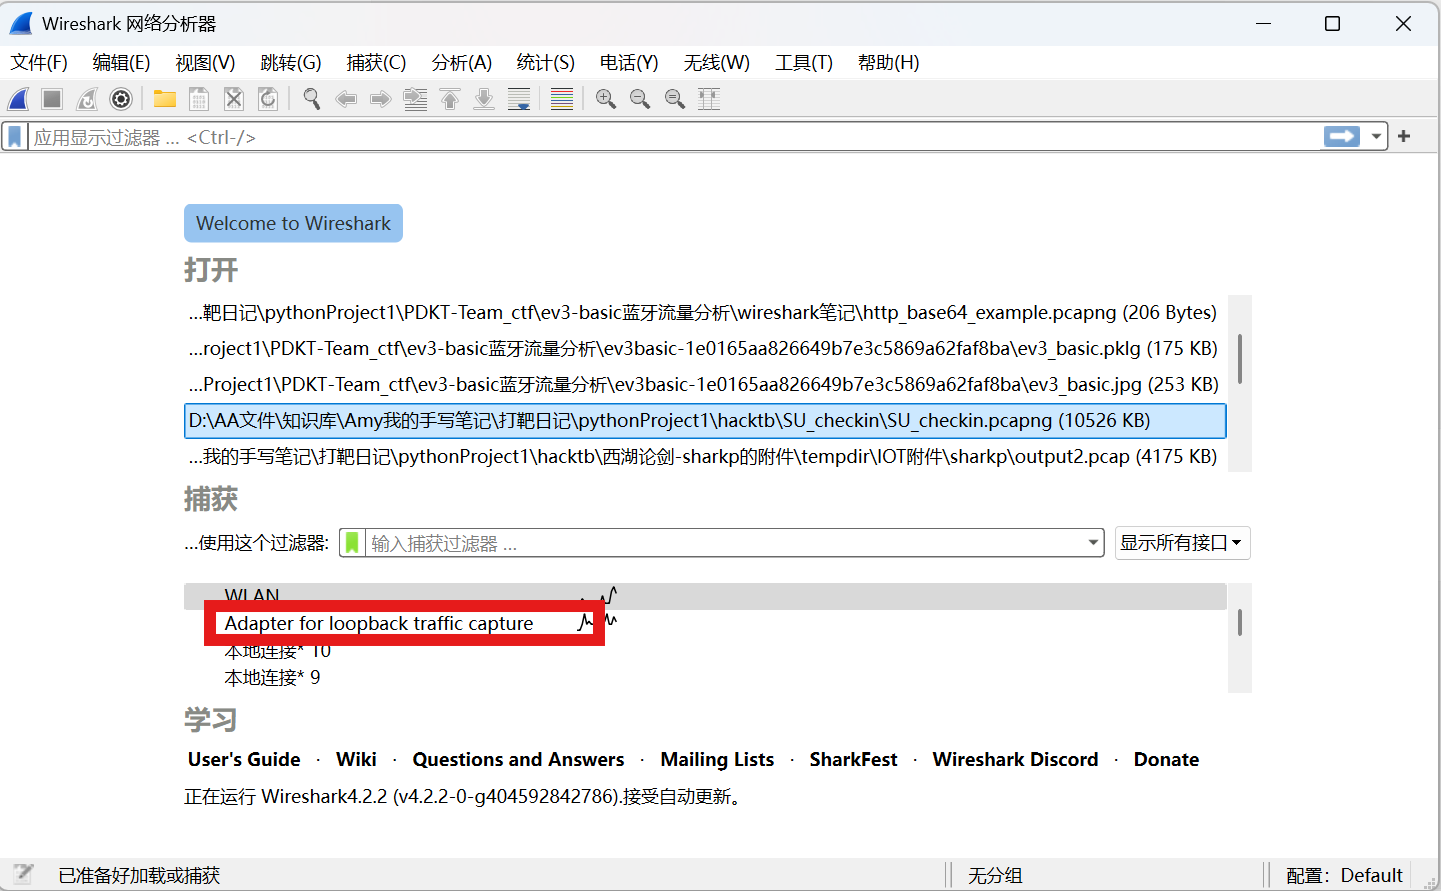 Wireshark 网络分析器
文件(F) 编辑(E) 视图(V) 跳转(G) 捕获(C) 分析(A) 统计(S) 电话(Y) 无线(W) 工具(T) 帮助(H)
应用显示过滤器 ... <Ctrl-/>
Welcome to Wireshark
打开
...靶日记\pythonProject1\PDKT-Team_ctf\ev3-basic蓝牙流量分析\wireshark笔记\http_base64_example.pcapng (206 Bytes)
...roject1\PDKT-Team_ctf\ev3-basic蓝牙流量分析\ev3basic-1e0165aa826649b7e3c5869a62faf8ba\ev3_basic.pklg (175 KB)
...Project1\PDKT-Team_ctf\ev3-basic蓝牙流量分析\ev3basic-1e0165aa826649b7e3c5869a62faf8ba\ev3_basic.jpg (253 KB)
D:\AA文件\知识库\Amy我的手写笔记\打靶日记\pythonProject1\hacktb\SU_checkin\SU_checkin.pcapng (10526 KB)
...我的手写笔记\打靶日记\pythonProject1\hacktb\西湖论剑-sharkp的附件\tempdir\IOT附件\sharkp\output2.pcap (4175 KB)
捕获
...使用这个过滤器: 输入捕获过滤器 ... 显示所有接口
WLAN
Adapter for loopback traffic capture
本地连接* 10
本地连接* 9
学习
User's Guide · Wiki · Questions and Answers · Mailing Lists · SharkFest · Wireshark Discord · Donate
正在运行 Wireshark4.2.2 (v4.2.2-0-g404592842786).接受自动更新。
已准备好加载或捕获 无分组 配置: Default